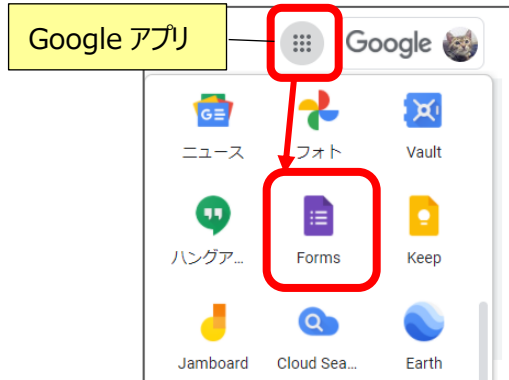 Google アプリ
Google
GE
ニュース
フォト
Vault
ハングア...
Forms
Keep
Jamboard
Cloud Sea...
Earth